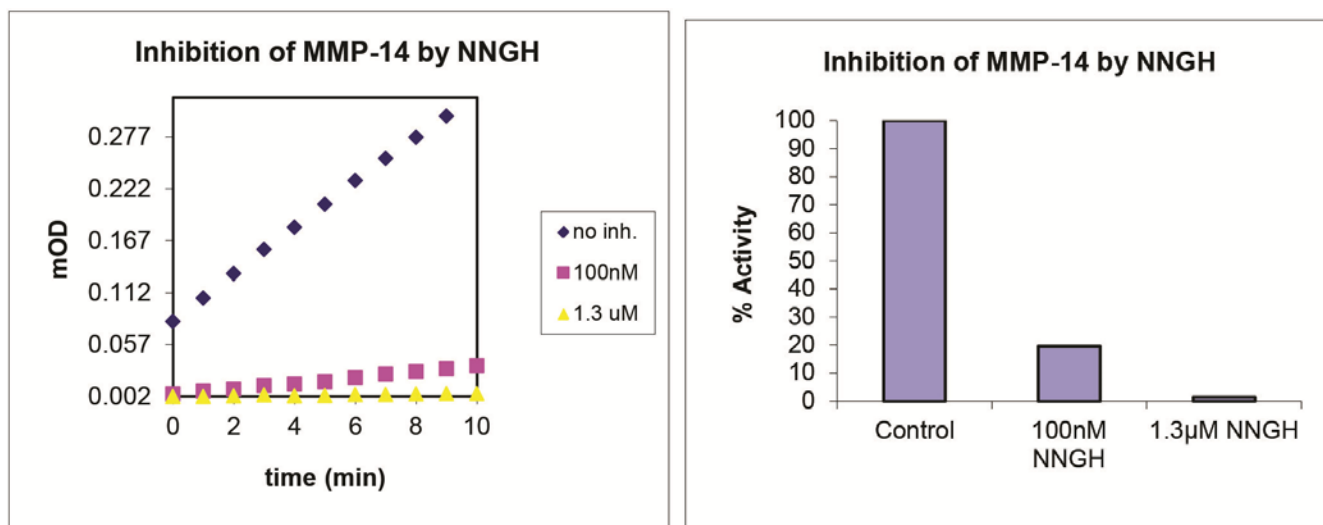 Inhibition of MMP-14 by NNGH
mOD
0.277
0.222
0.167
0.112
0.057
0.002
0 2 4 6 8 10
time (min)
no inh.
100nM
1.3 uM
Inhibition of MMP-14 by NNGH
% Activity
100
90
80
70
60
50
40
30
20
10
0
Control 100nM 1.3µM NNGH
NNGH